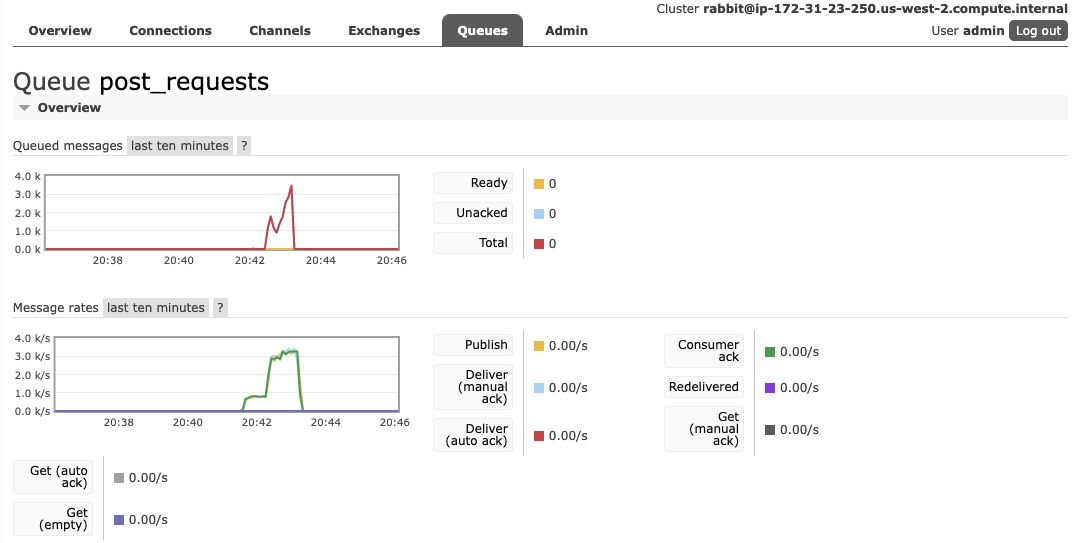 Cluster rabbit@ip-172-31-23-250.us-west-2.compute.internal
Overview Connections Channels Exchanges Queues Admin User admin Log out
Queue post_requests
Overview
Queued messages last ten minutes ?
4.0 k
3.0 k
2.0 k
1.0 k
0.0 k
20:38 20:40 20:42 20:44 20:46
Ready 0
Unacked 0
Total 0
Message rates last ten minutes ?
4.0 k/s
3.0 k/s
2.0 k/s
1.0 k/s
0.0 k/s
20:38 20:40 20:42 20:44 20:46
Publish 0.00/s
Deliver
(manual 0.00/s
ack)
Deliver
(auto ack) 0.00/s
Consumer
ack 0.00/s
Redelivered 0.00/s
Get
(manual 0.00/s
ack)
Get (auto
ack) 0.00/s
Get
(empty) 0.00/s